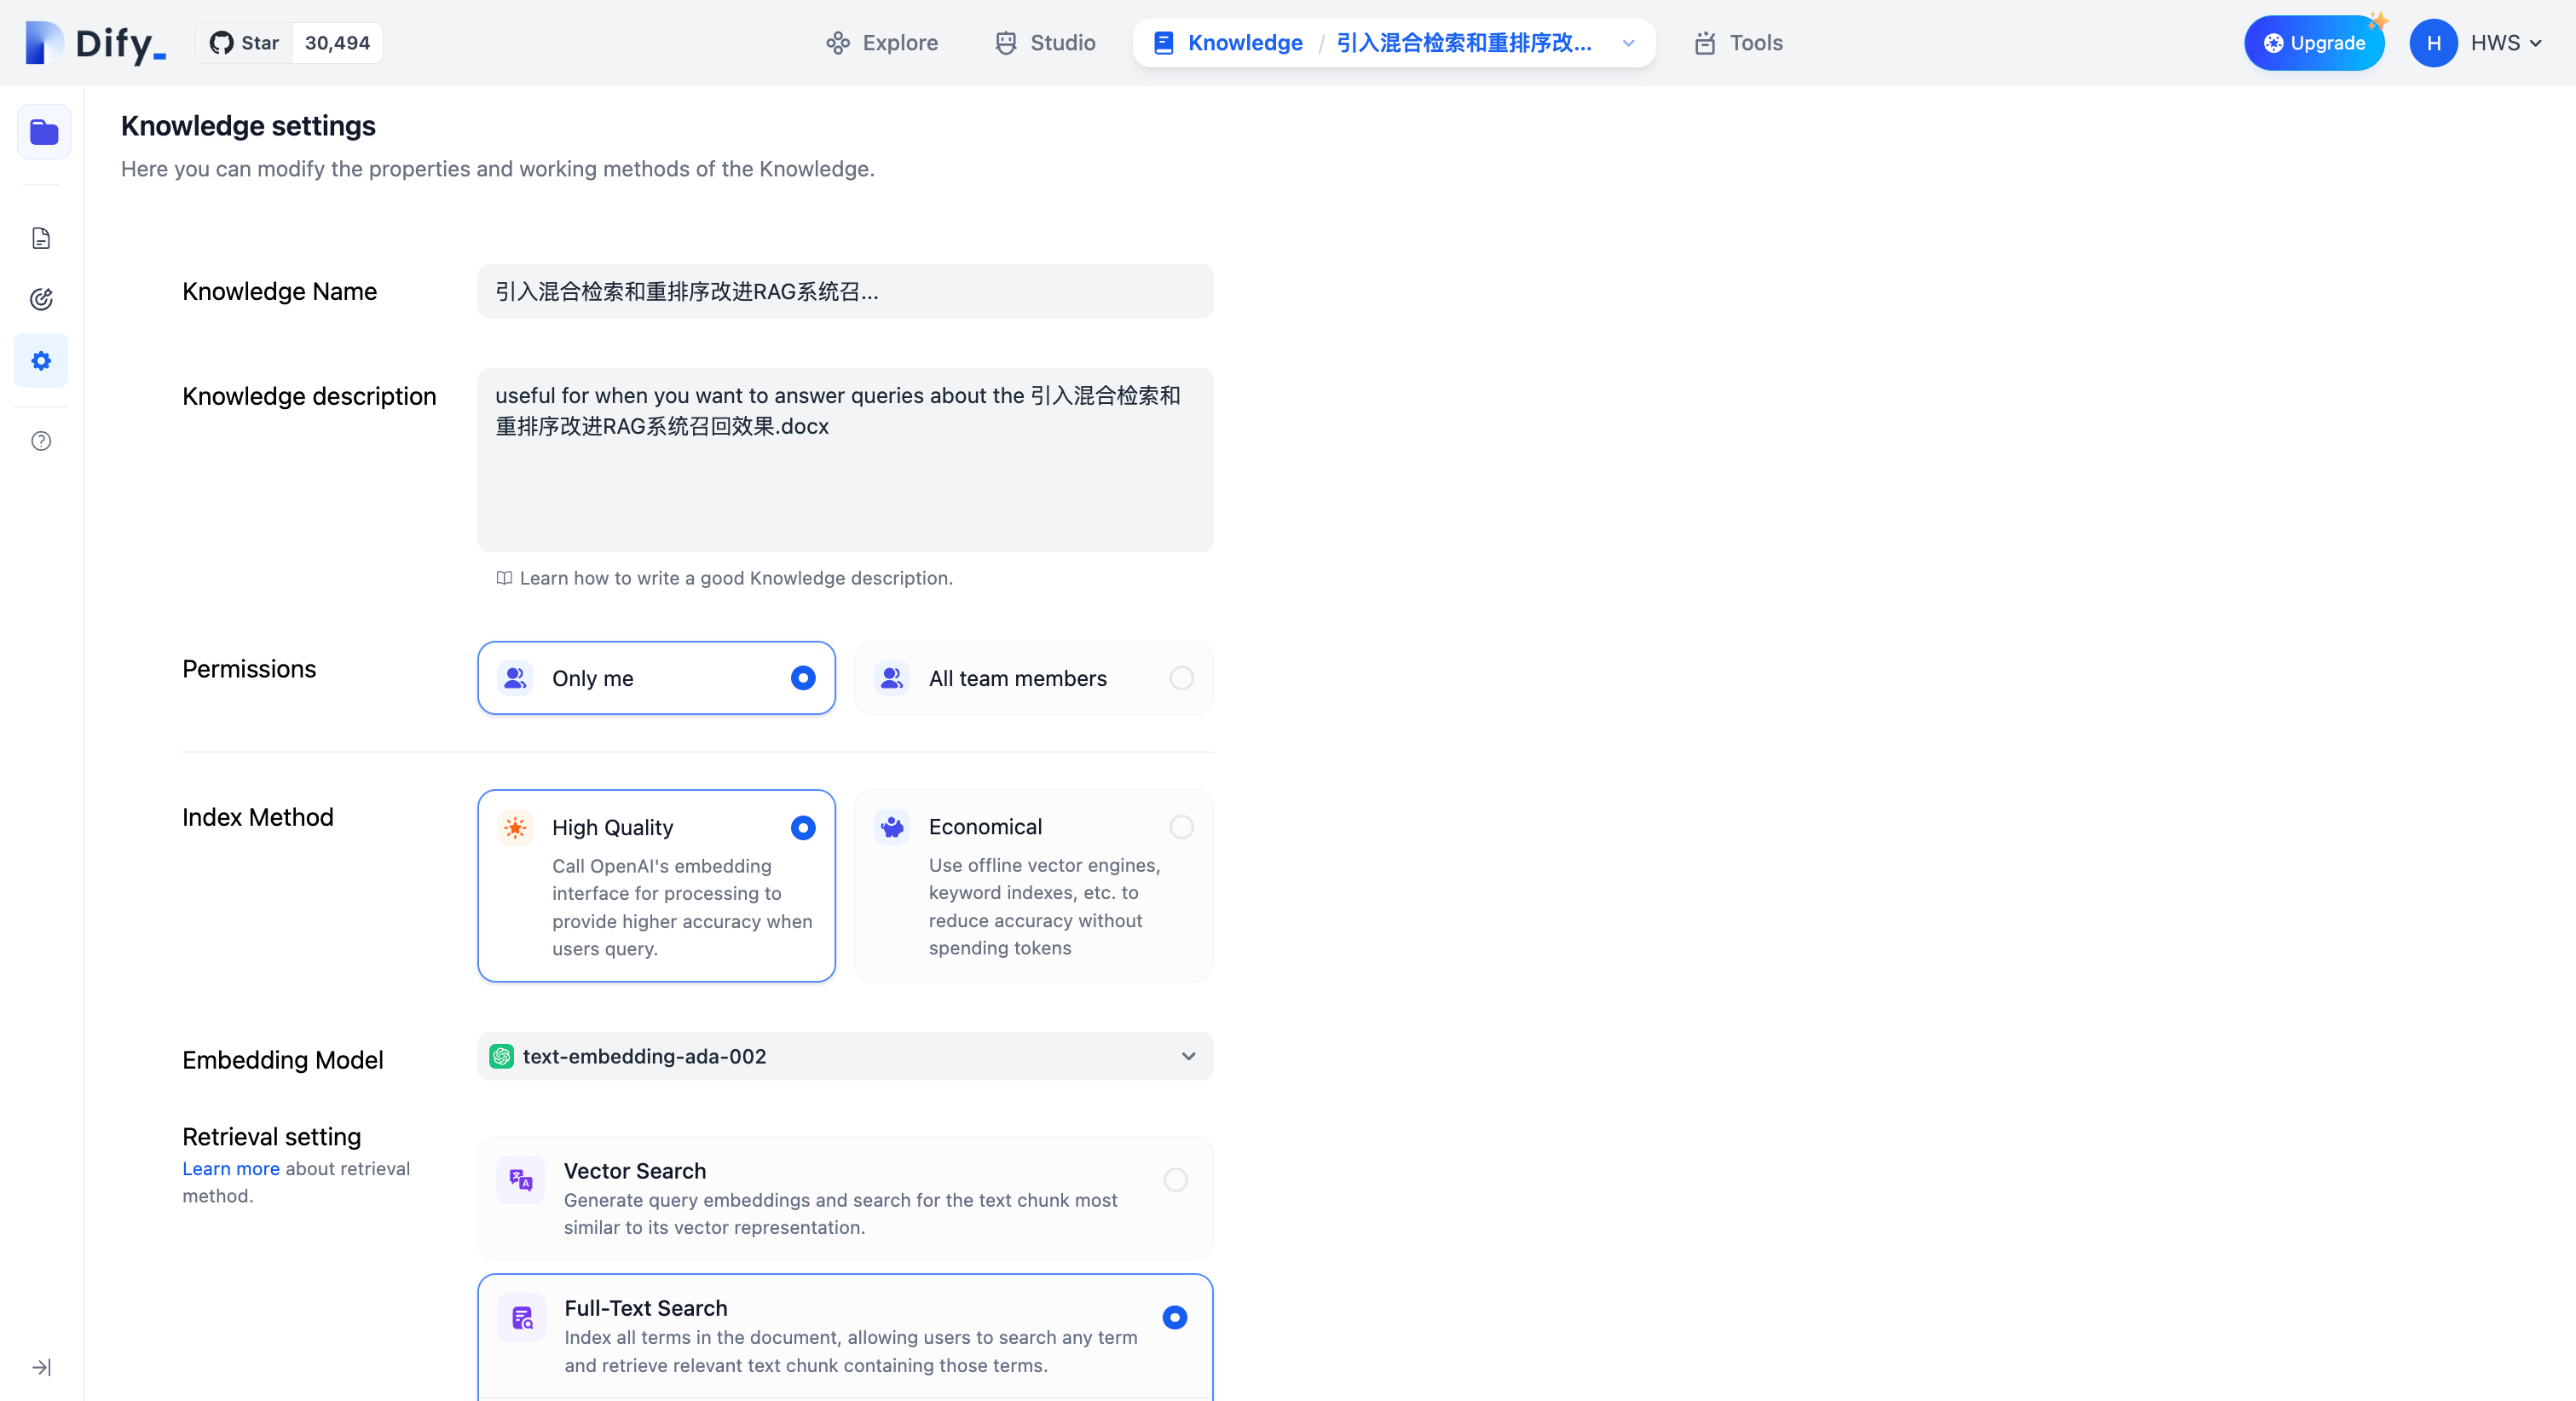 Dify_
Star 30,494
Explore
Studio
Knowledge / 引入混合检索和重排序改...
Tools
Upgrade
H HWS
Knowledge settings
Here you can modify the properties and working methods of the Knowledge.
Knowledge Name
引入混合检索和重排序改进RAG系统召...
Knowledge description
useful for when you want to answer queries about the 引入混合检索和
重排序改进RAG系统召回效果.docx
Learn how to write a good Knowledge description.
Permissions
Only me
All team members
Index Method
High Quality
Call OpenAI's embedding
interface for processing to
provide higher accuracy when
users query.
Economical
Use offline vector engines,
keyword indexes, etc. to
reduce accuracy without
spending tokens
Embedding Model
text-embedding-ada-002
Retrieval setting
Learn more about retrieval
method.
Vector Search
Generate query embeddings and search for the text chunk most
similar to its vector representation.
Full-Text Search
Index all terms in the document, allowing users to search any term
and retrieve relevant text chunk containing those terms.